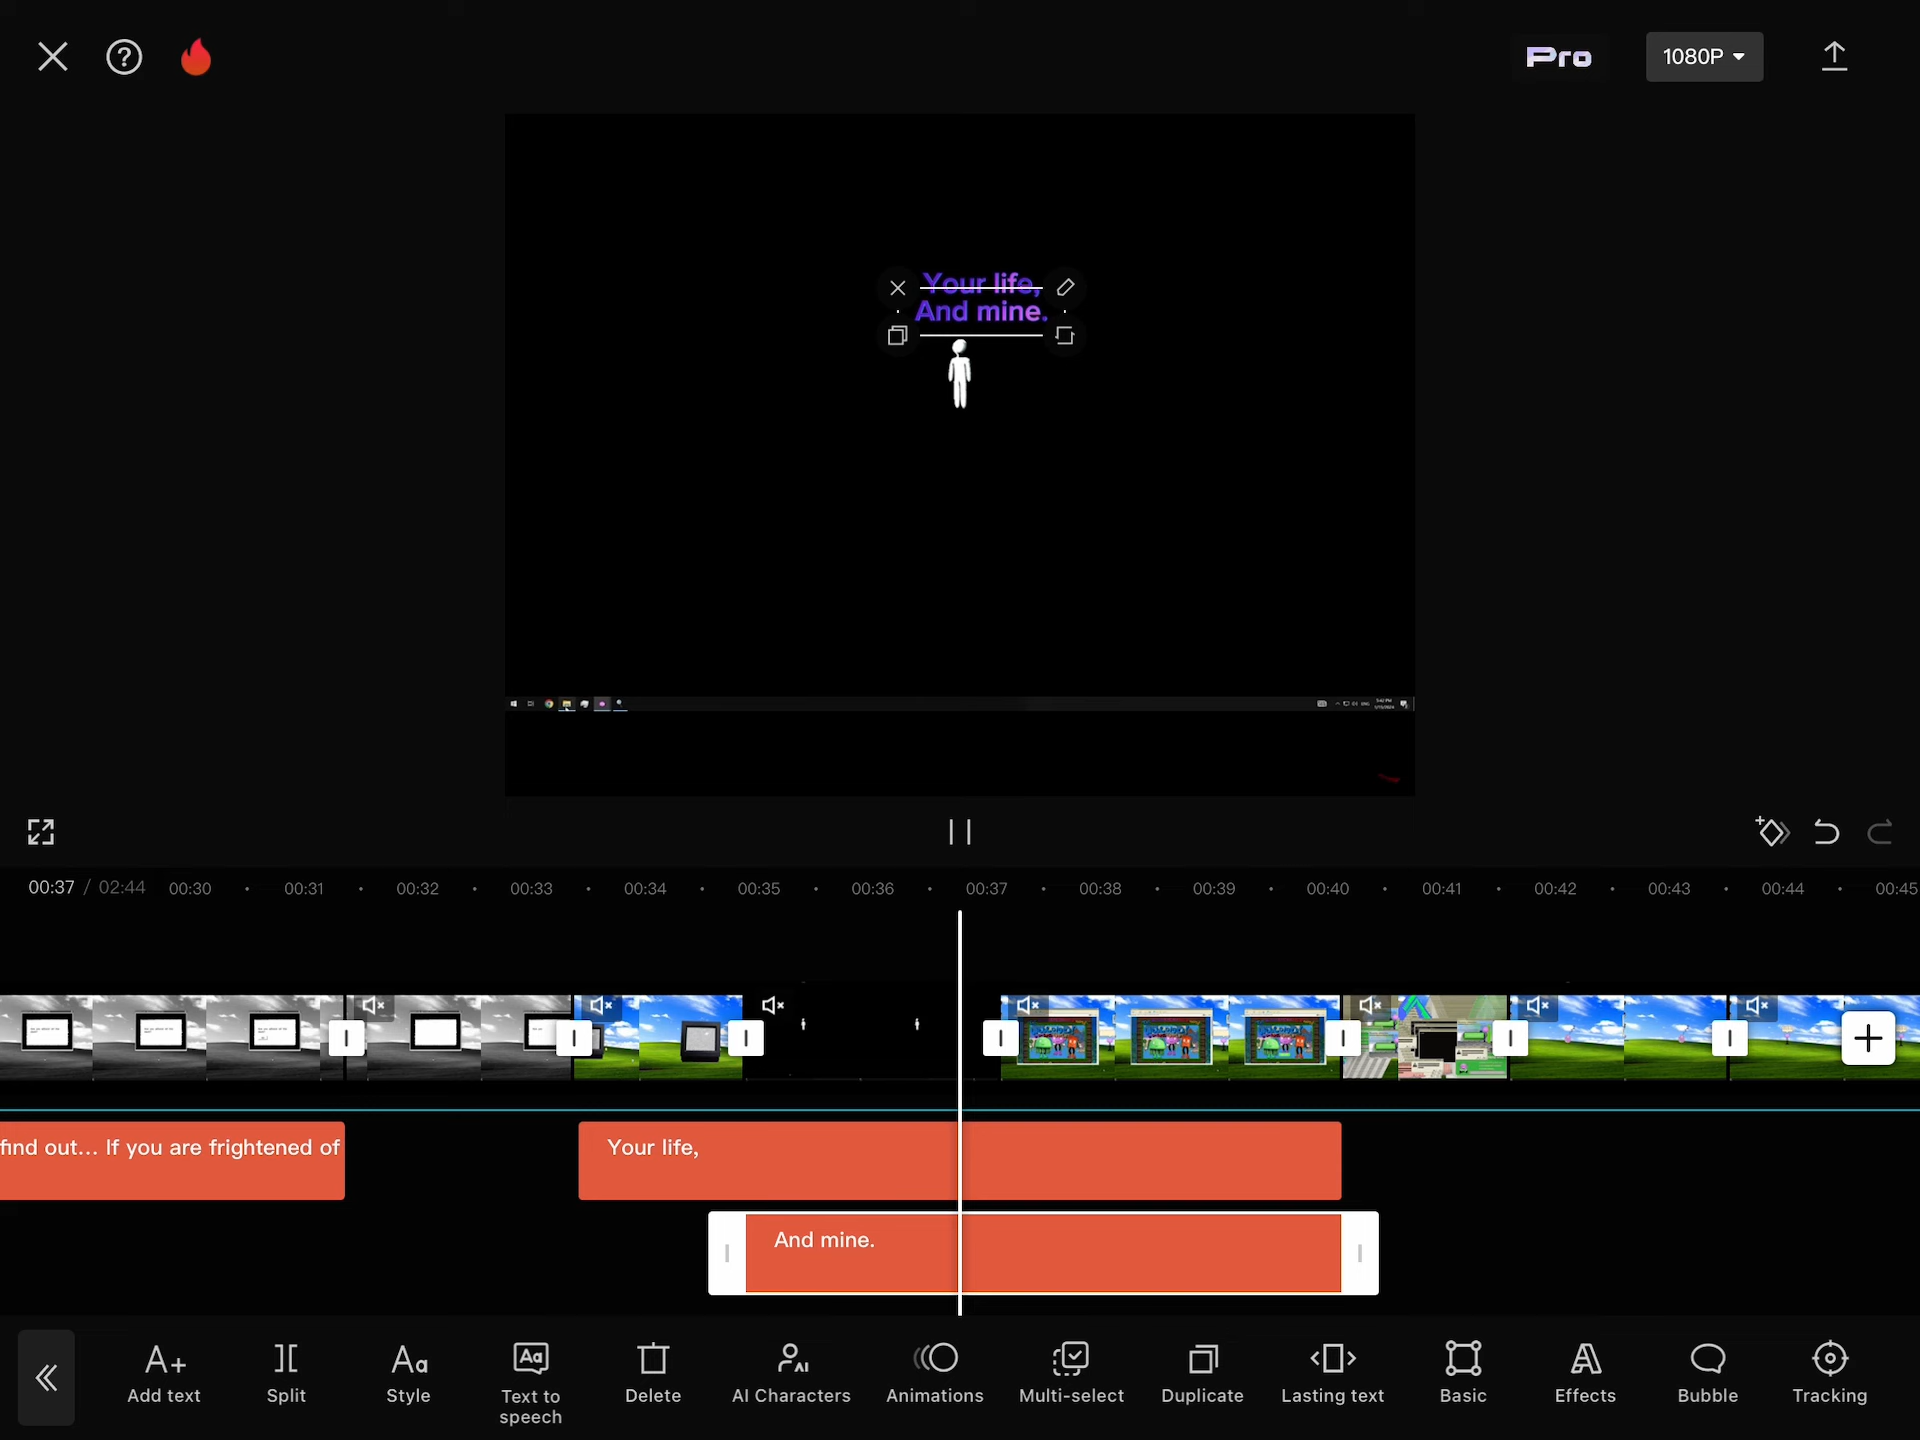 Pro
1080P
Your life,
And mine.
00:37 / 02:44
00:30
00:31
00:32
00:33
00:34
00:35
00:36
00:37
00:38
00:39
00:40
00:41
00:42
00:43
00:44
00:45
find out... If you are frightened of
Your life,
And mine.
Add text
Split
Style
Text to
speech
Delete
AI Characters
Animations
Multi-select
Duplicate
Lasting text
Basic
Effects
Bubble
Tracking